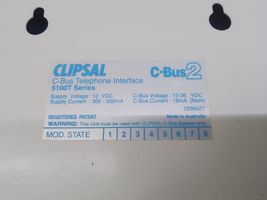 CLIPSAL C-Bus2
C-Bus Telephone Interface
5100T Series
Supply Voltage : 12 VDC C-Bus Voltage : 15-36 VDC
Supply Current : 300 - 500mA C-Bus Current : 18mA (Nom)
1036427
REGISTERED PATENT Made in Australia
WARNING: This Unit must be used with CLIPSAL C-Bus System only.
MOD. STATE 1 2 3 4 5 6 7 8